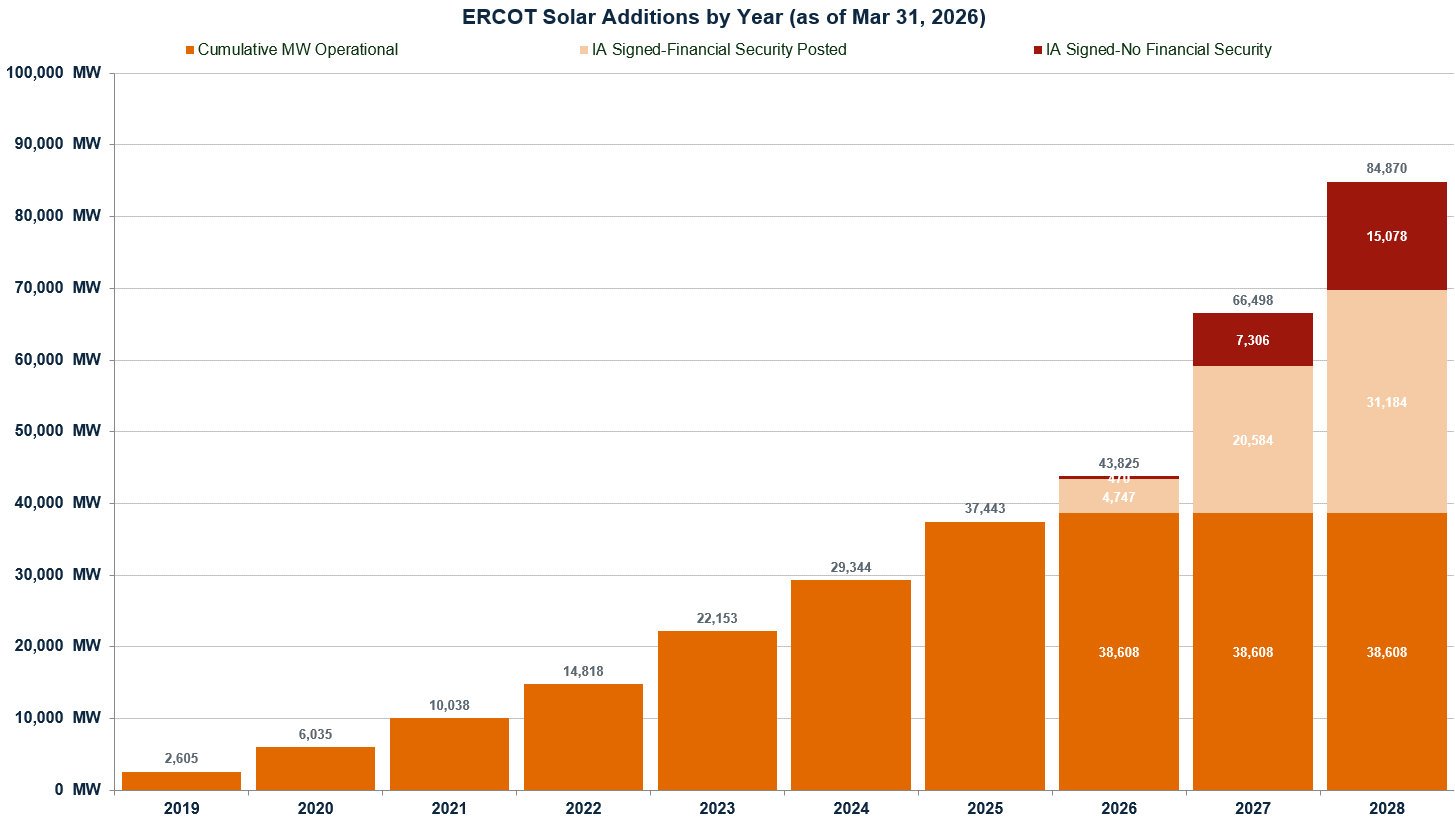 ERCOT Solar Additions by Year (as of Mar 31, 2026)
Cumulative MW Operational IA Signed-Financial Security Posted IA Signed-No Financial Security
100,000 MW
90,000 MW
84,870
80,000 MW
15,078
70,000 MW
66,498
7,306
60,000 MW
50,000 MW
20,584
31,184
43,825
470
4,747
40,000 MW
37,443
30,000 MW
29,344
22,153
20,000 MW
38,608 38,608 38,608
14,818
10,000 MW
10,038
6,035
2,605
0 MW
2019 2020 2021 2022 2023 2024 2025 2026 2027 2028